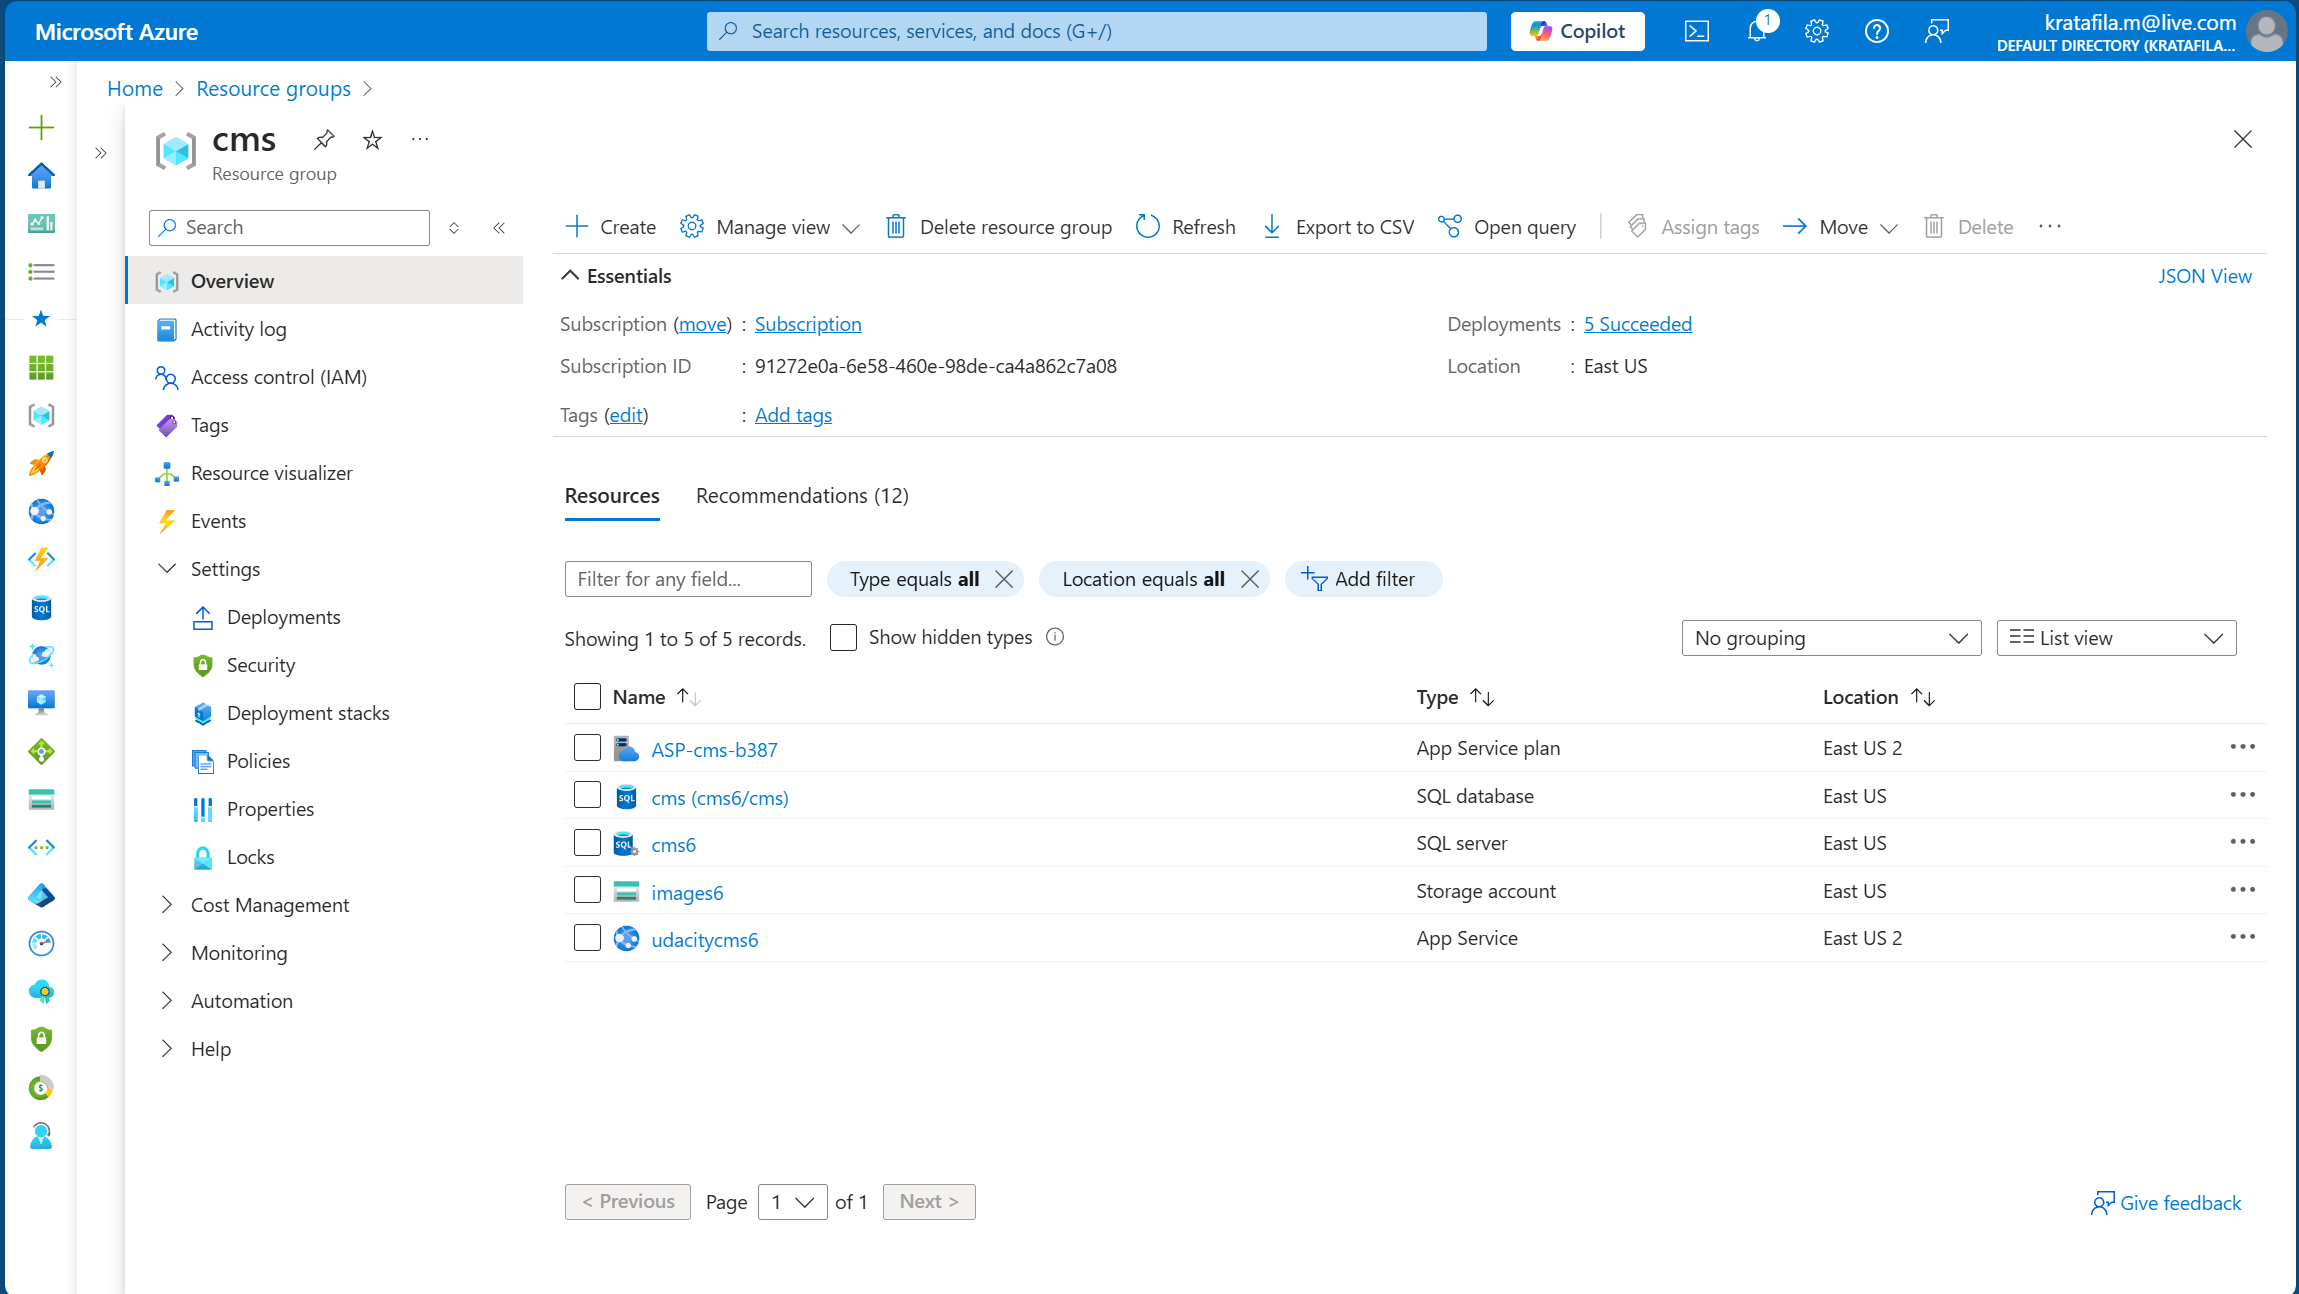 Microsoft Azure
Search resources, services, and docs (G+/)
Copilot
1
kratafila.m@live.com
DEFAULT DIRECTORY (KRATAFILA...
Home > Resource groups >
cms
Resource group
Search
Create
Manage view
Delete resource group
Refresh
Export to CSV
Open query
Assign tags
Move
Delete
Overview
Activity log
Access control (IAM)
Tags
Resource visualizer
Events
Settings
Deployments
Security
Deployment stacks
Policies
Properties
Locks
Cost Management
Monitoring
Automation
Help
Essentials
JSON View
Subscription (move) : Subscription
Deployments : 5 Succeeded
Subscription ID : 91272e0a-6e58-460e-98de-ca4a862c7a08
Location : East US
Tags (edit) : Add tags
Resources
Recommendations (12)
Filter for any field...
Type equals all
Location equals all
Add filter
Showing 1 to 5 of 5 records.
Show hidden types
No grouping
List view
Name Type Location
ASP-cms-b387 App Service plan East US 2
SQL cms (cms6/cms) SQL database East US
SQL cms6 SQL server East US
images6 Storage account East US
udacitycms6 App Service East US 2
< Previous Page 1 of 1 Next >
Give feedback